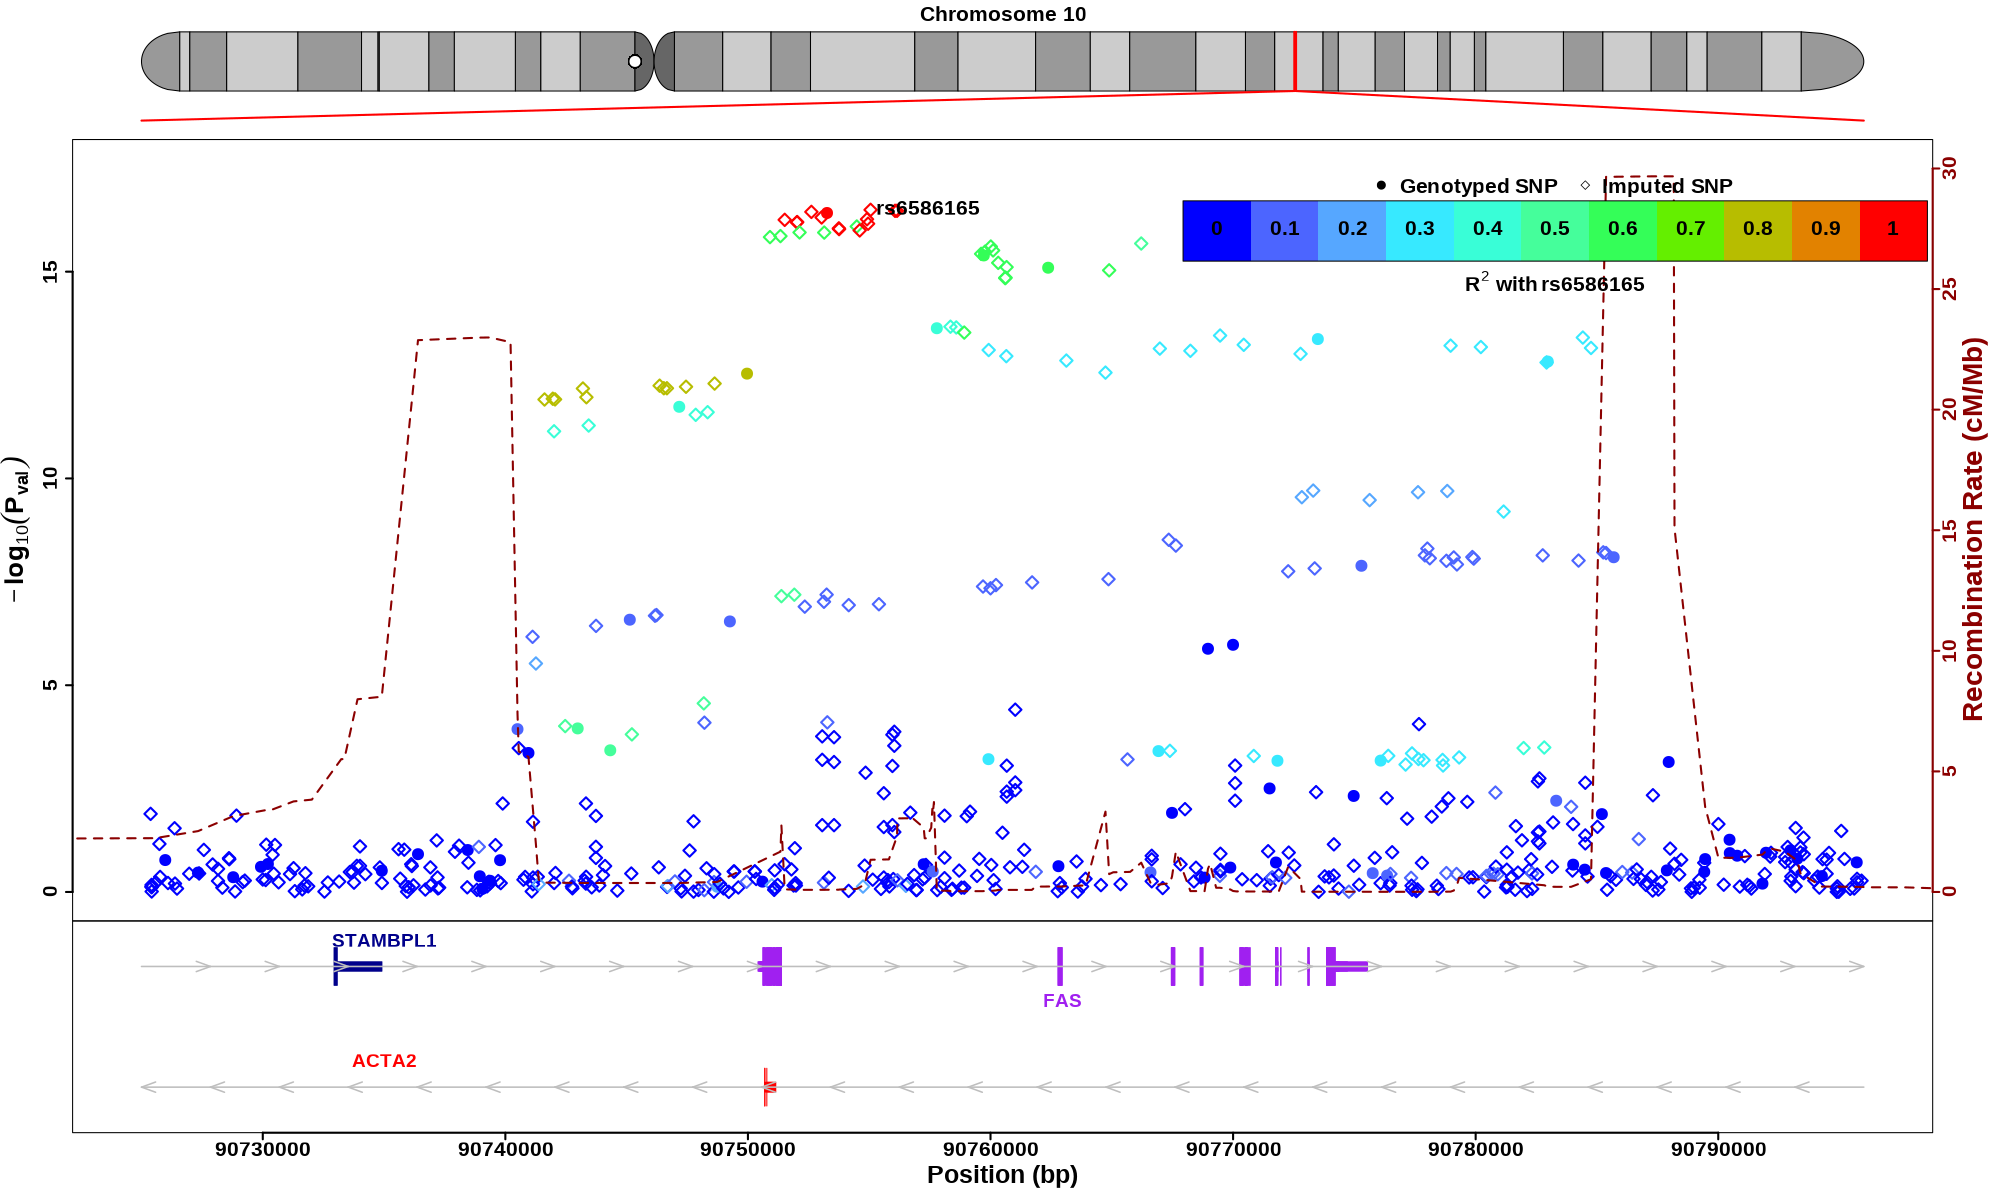 Chromosome 10
Genotyped SNP Imputed SNP
rs6586165
0 0.1 0.2 0.3 0.4 0.5 0.6 0.7 0.8 0.9 1
R2 with rs6586165
−log10(Pval)
0 5 10 15
Recombination Rate (cM/Mb)
0 5 10 15 20 25 30
STAMBPL1
FAS
ACTA2
90730000 90740000 90750000 90760000 90770000 90780000 90790000
Position (bp)